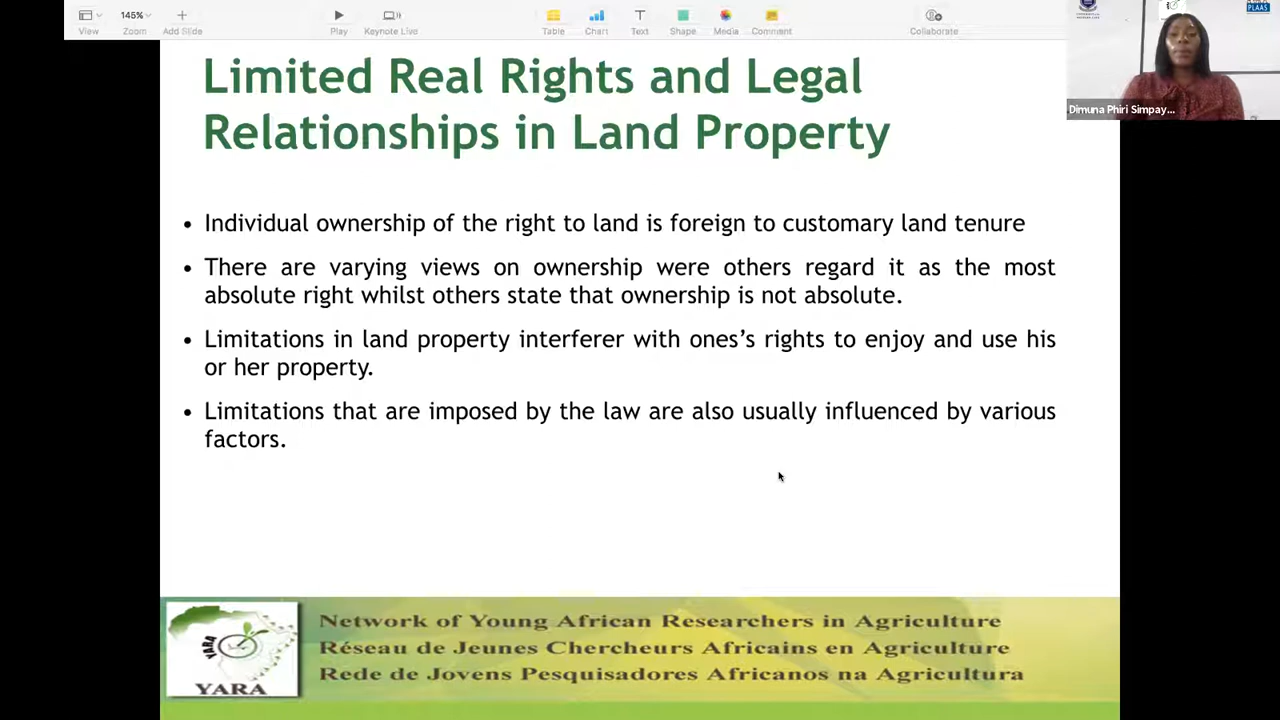 View
145%
Zoom
Add Slide
Play
Keynote Live
Table
Chart
Text
Shape
Media
Comment
Collaborate
PLAAS
Dimuna Phiri Simpay...
Limited Real Rights and Legal
Relationships in Land Property
• Individual ownership of the right to land is foreign to customary land tenure
• There are varying views on ownership were others regard it as the most
absolute right whilst others state that ownership is not absolute.
• Limitations in land property interferer with ones’s rights to enjoy and use his
or her property.
• Limitations that are imposed by the law are also usually influenced by various
factors.
YARA
YARA
Network of Young African Researchers in Agriculture
Réseau de Jeunes Chercheurs Africains en Agriculture
Rede de Jovens Pesquisadores Africanos na Agricultura